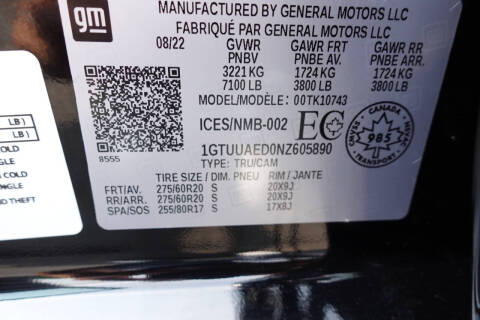 gm
MANUFACTURED BY GENERAL MOTORS LLC
FABRIQUÉ PAR GENERAL MOTORS LLC
08/22 GVWR GAWR FRT GAWR RR
PNBV PNBE AV. PNBE ARR.
3221 KG 1724 KG 1724 KG
7100 LB 3800 LB 3800 LB
MODEL/MODÈLE: 00TK10743
ICES/NMB-002 EC
CANADA
985
1GTUUAED0NZ605890
8555
TYPE: TRU/CAM
TIRE SIZE / DIM. PNEU RIM / JANTE
FRT/AV. 275/60R20 S 20X9J
RR/ARR. 275/60R20 S 20X9J
SPA/SOS 255/80R17 S 17X8J
LB )
LB )
COLD
COLD
ND THEFT